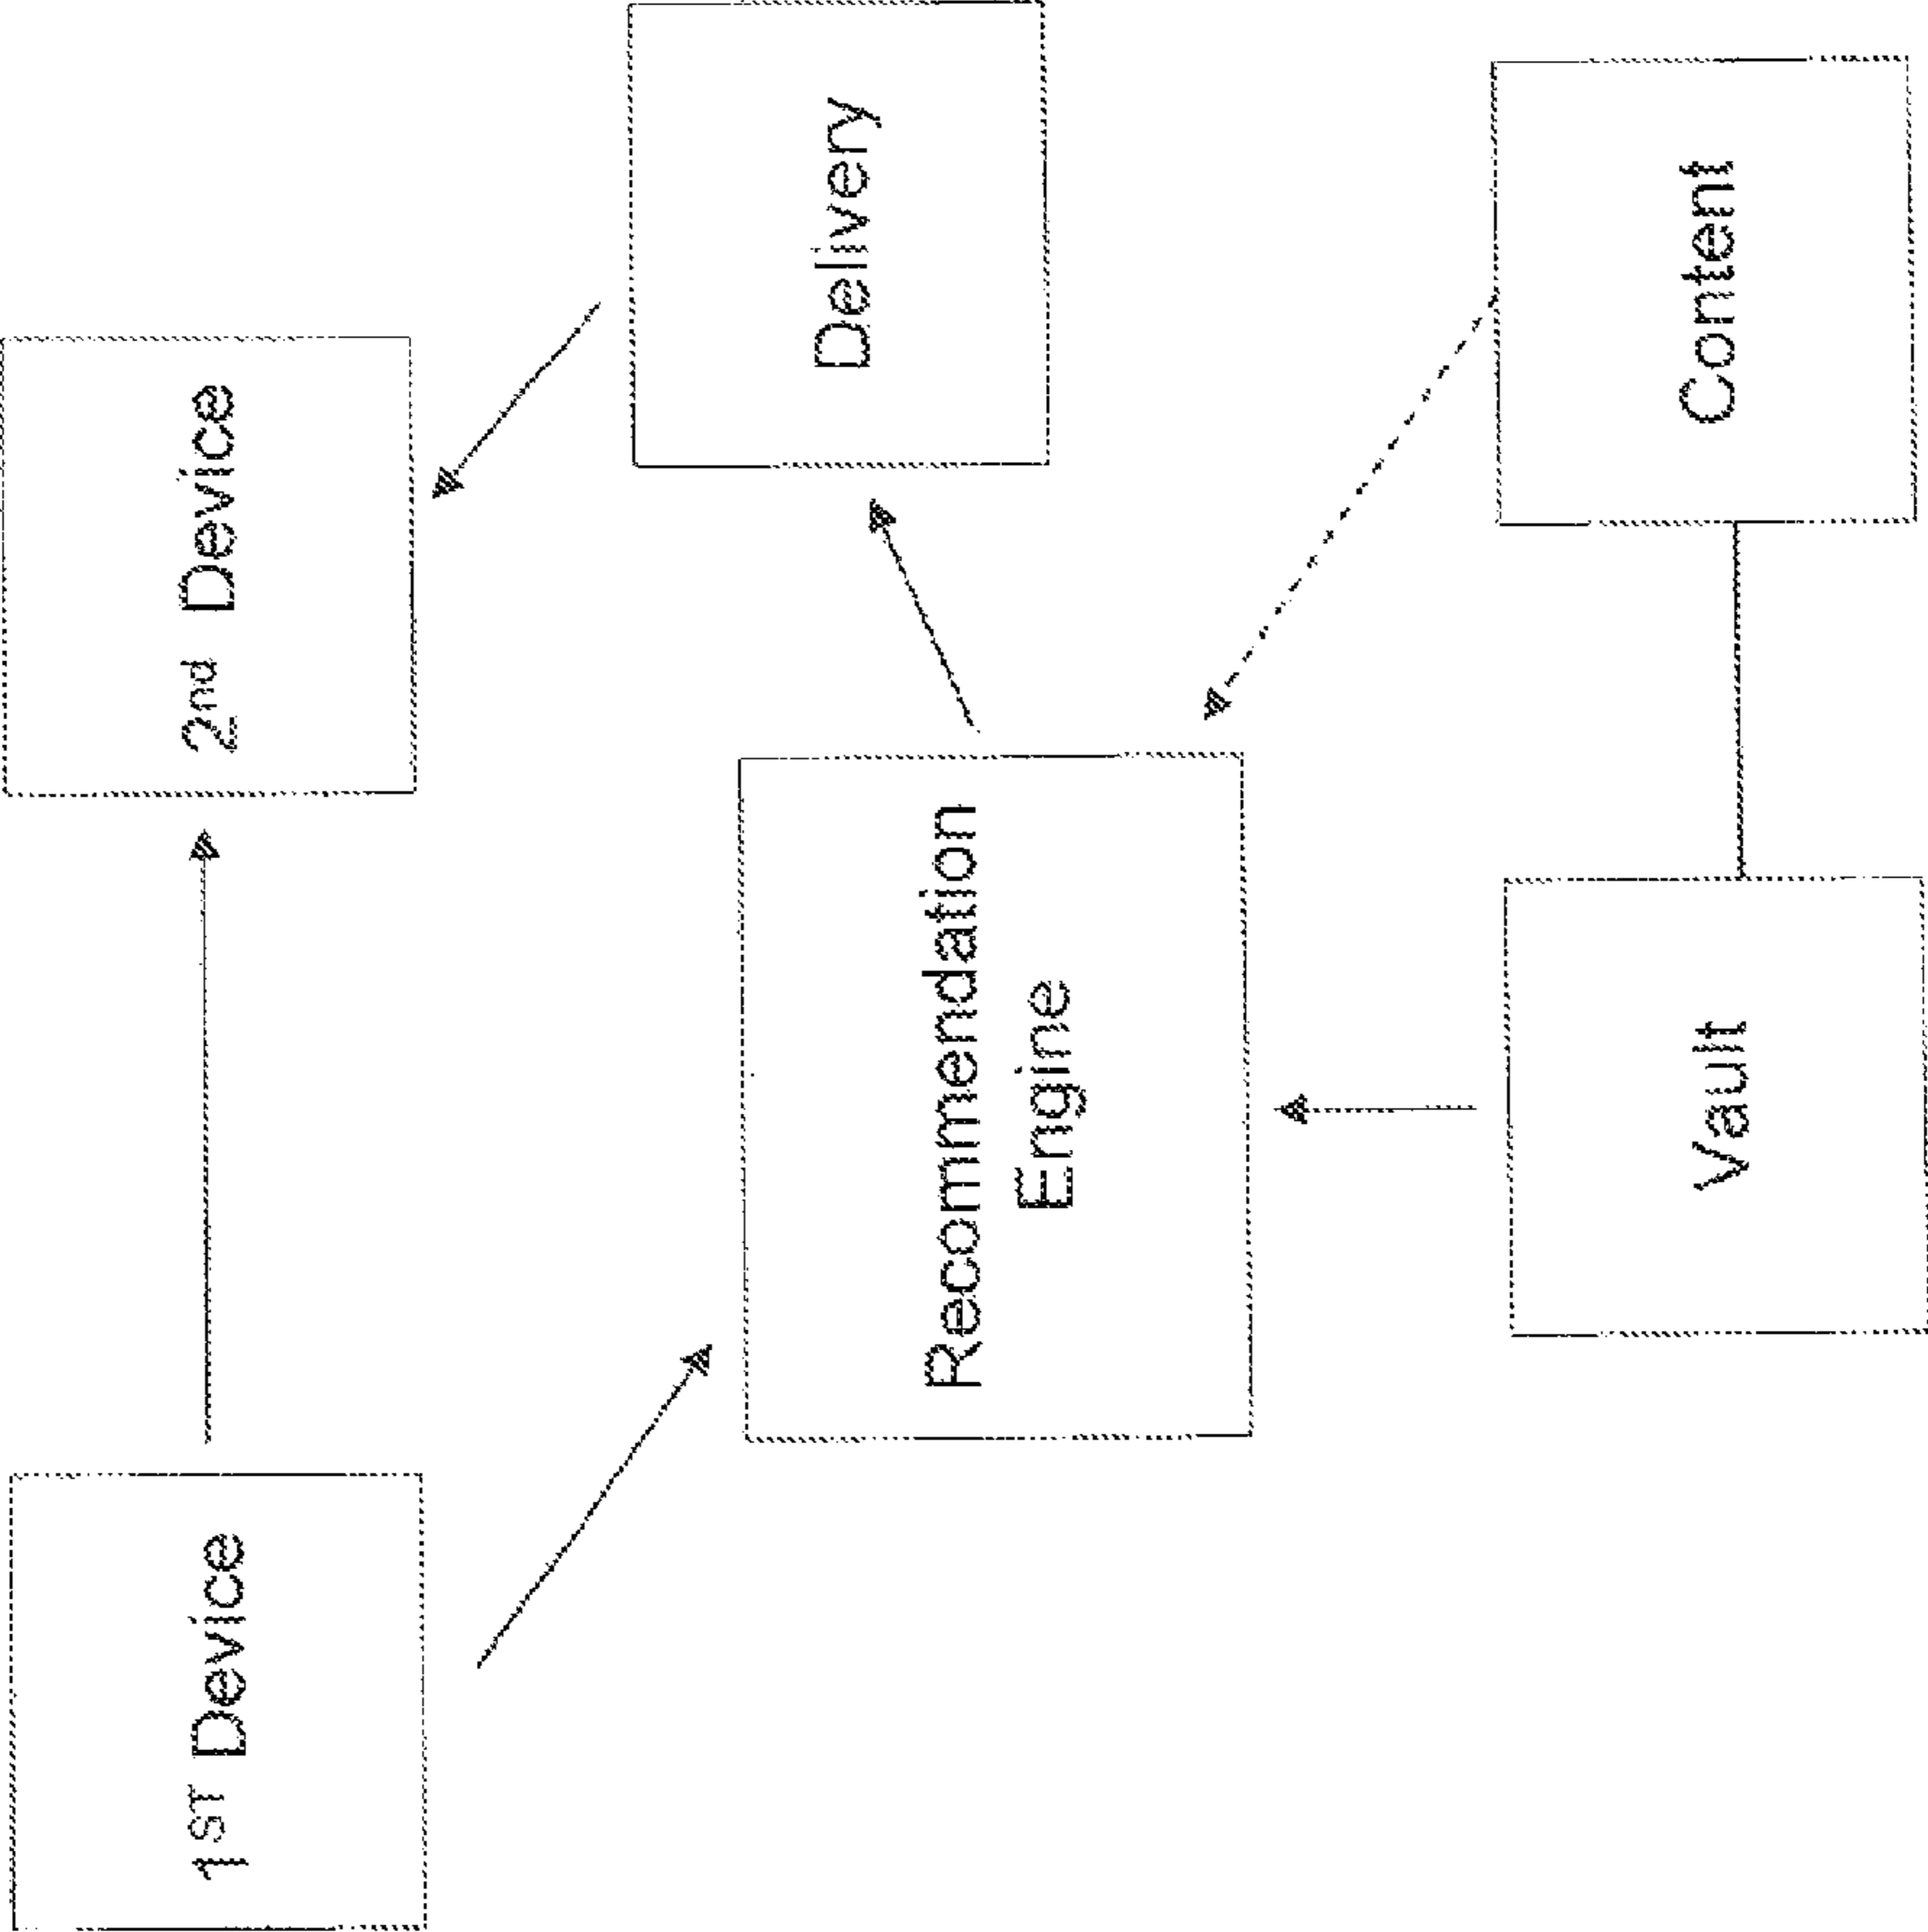 1ST Device
2nd Device
Recommendation
Engine
Delivery
Vault
Content